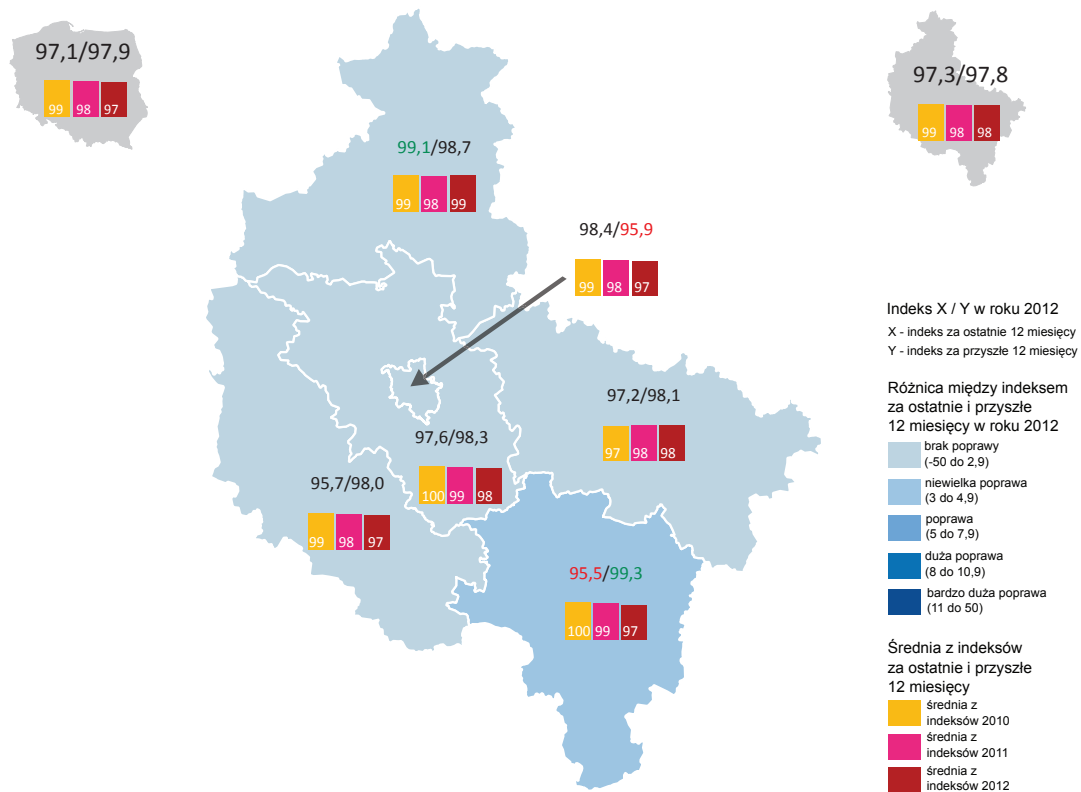 97,1/97,9
99 98 97
97,3/97,8
99 98 98
99,1/98,7
99 98 99
98,4/95,9
99 98 97
97,2/98,1
97 98 98
97,6/98,3
100 99 98
95,7/98,0
99 98 97
95,5/99,3
100 99 97
Indeks X / Y w roku 2012
X - indeks za ostatnie 12 miesięcy
Y - indeks za przyszłe 12 miesięcy
Różnica między indeksem
za ostatnie i przyszłe
12 miesięcy w roku 2012
brak poprawy
(-50 do 2,9)
niewielka poprawa
(3 do 4,9)
poprawa
(5 do 7,9)
duża poprawa
(8 do 10,9)
bardzo duża poprawa
(11 do 50)
Średnia z indeksów
za ostatnie i przyszłe
12 miesięcy
średnia z
indeksów 2010
średnia z
indeksów 2011
średnia z
indeksów 2012